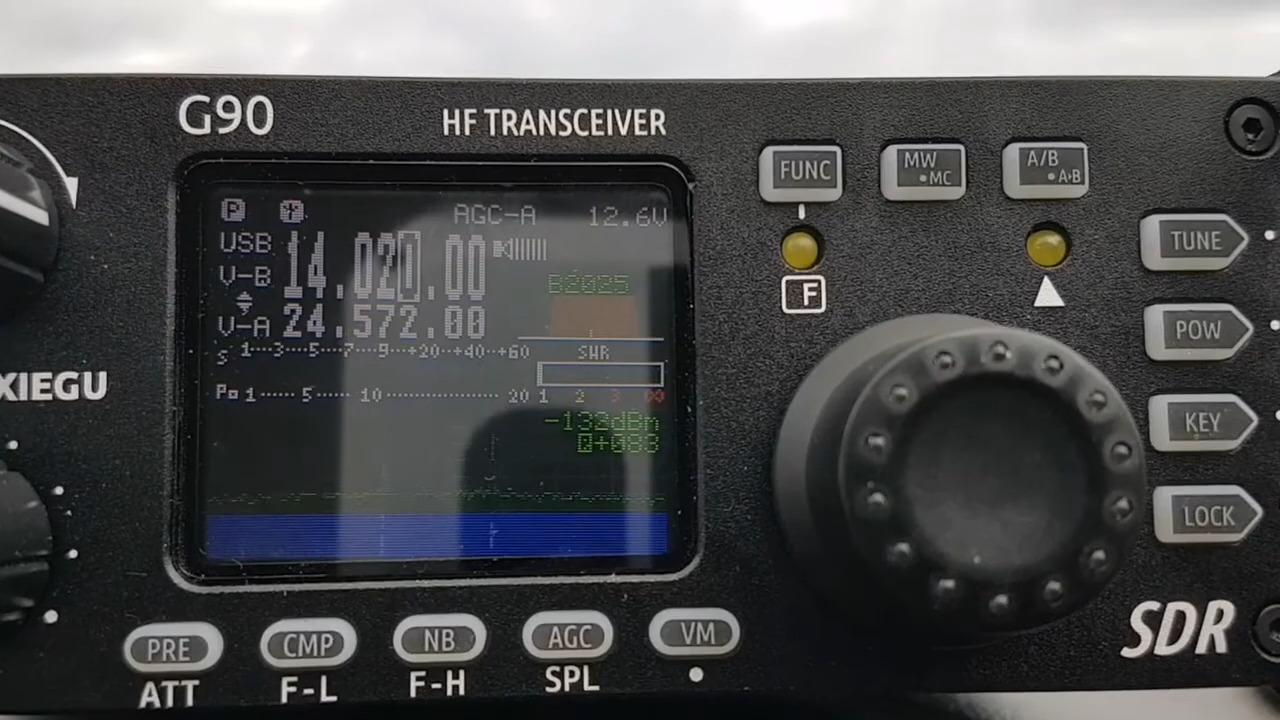 G90 HF TRANSCEIVER
P AGC-A 12.6V
USB 14.020.00
V-B
V-A 24.572.00
B2025
S 1---3---5---7---9--+20--+40--+60
SWR
Po 1 5 10 20
1 2 3 ∞
-132dBm
+083
XIEGU
FUNC
MW •MC
A/B •A›B
F
TUNE
POW
KEY
LOCK
SDR
PRE CMP NB AGC VM
ATT F-L F-H SPL •